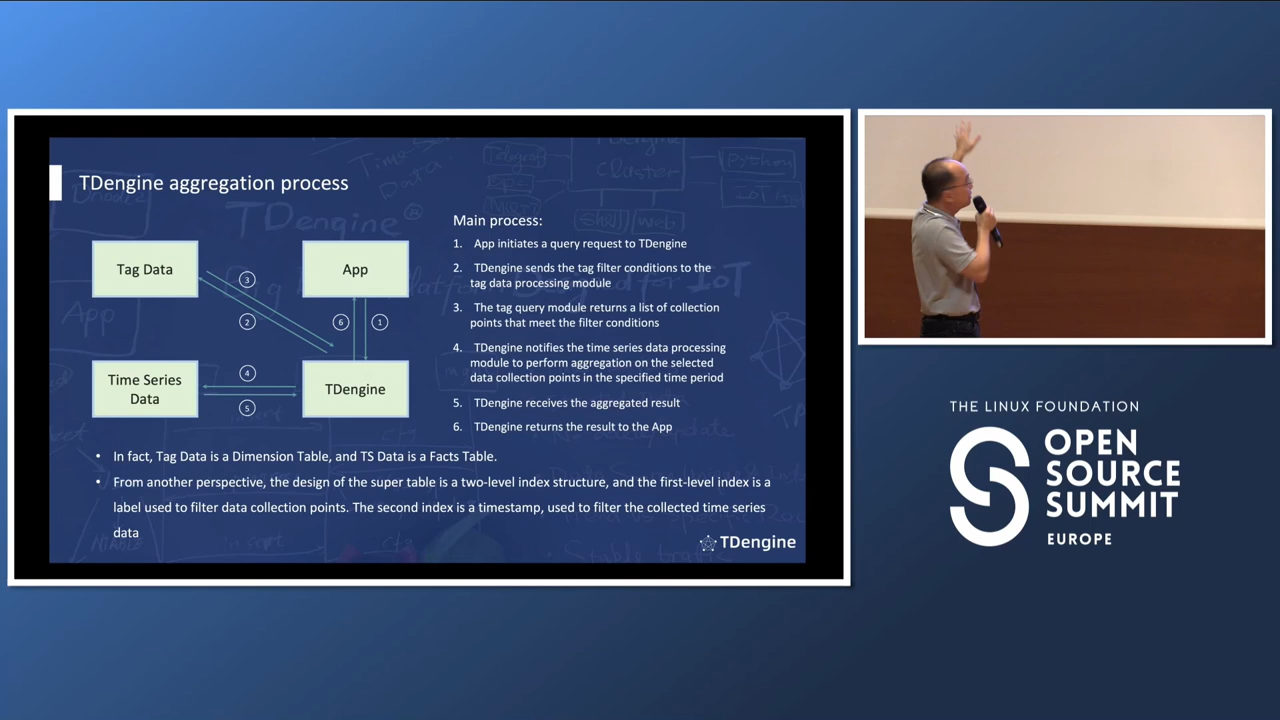 TDengine aggregation process
Tag Data
App
Time Series
Data
TDengine
3
2
6
1
4
5
Main process:
1. App initiates a query request to TDengine
2. TDengine sends the tag filter conditions to the
tag data processing module
3. The tag query module returns a list of collection
points that meet the filter conditions
4. TDengine notifies the time series data processing
module to perform aggregation on the selected
data collection points in the specified time period
5. TDengine receives the aggregated result
6. TDengine returns the result to the App
• In fact, Tag Data is a Dimension Table, and TS Data is a Facts Table.
• From another perspective, the design of the super table is a two-level index structure, and the first-level index is a
label used to filter data collection points. The second index is a timestamp, used to filter the collected time series
data
TDengine
THE LINUX FOUNDATION
OPEN
SOURCE
SUMMIT
EUROPE